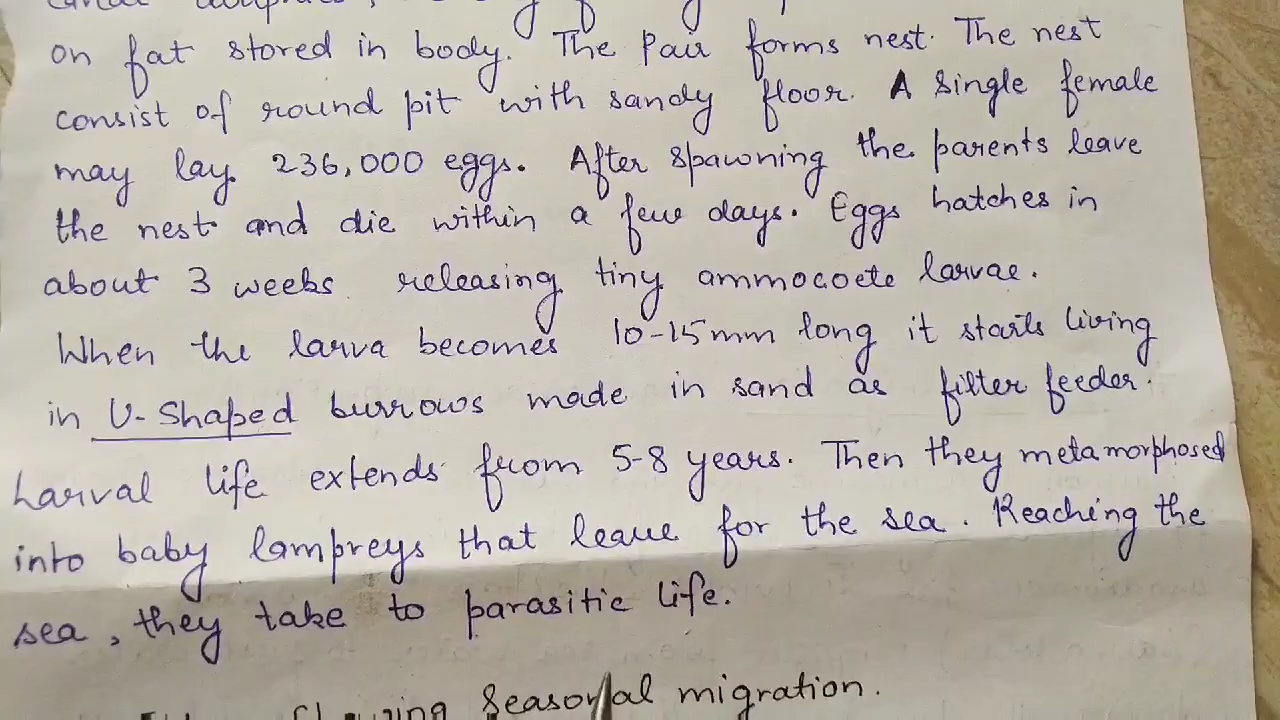 on fat stored in body. The Pair forms nest. The nest
consist of round pit with sandy floor. A single female
may lay 236,000 eggs. After spawning the parents leave
the nest and die within a few days. Eggs hatches in
about 3 weeks releasing tiny ammocoete larvae.
When the larva becomes 10-15mm long it starts living
in U-Shaped burrows made in sand as filter feeder.
Larval life extends from 5-8 years. Then they metamorphosed
into baby lampreys that leave for the sea. Reaching the
sea, they take to parasitic life.
Seasonal migration.